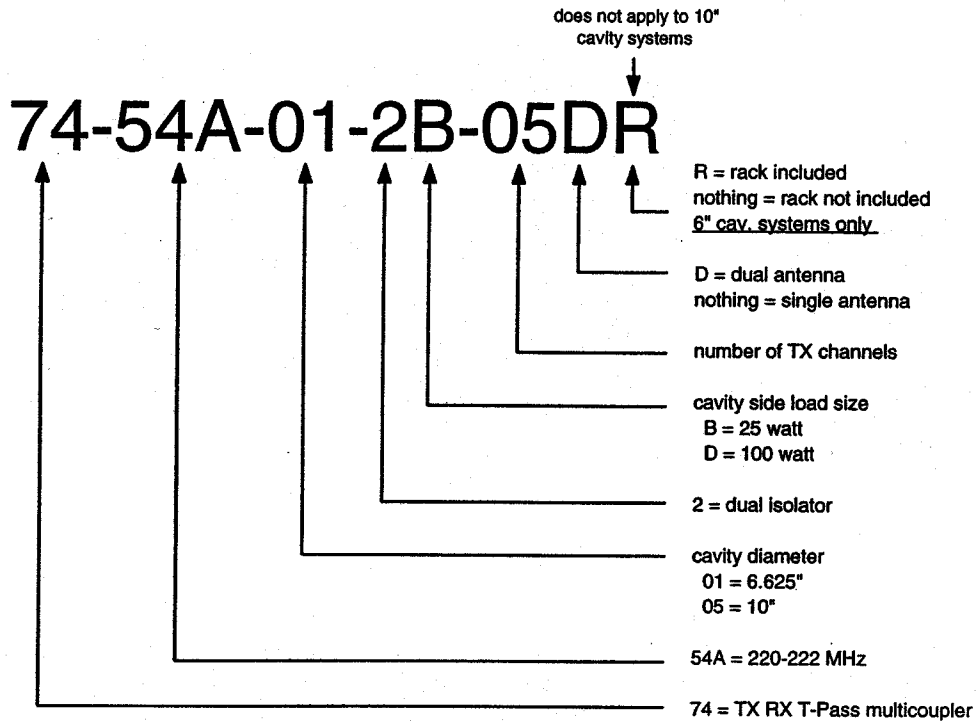 does not apply to 10"
cavity systems
74-54A-01-2B-05DR
R = rack included
nothing = rack not included
6" cav. systems only
D = dual antenna
nothing = single antenna
number of TX channels
cavity side load size
B = 25 watt
D = 100 watt
2 = dual isolator
cavity diameter
01 = 6.625"
05 = 10"
54A = 220-222 MHz
74 = TX RX T-Pass multicoupler